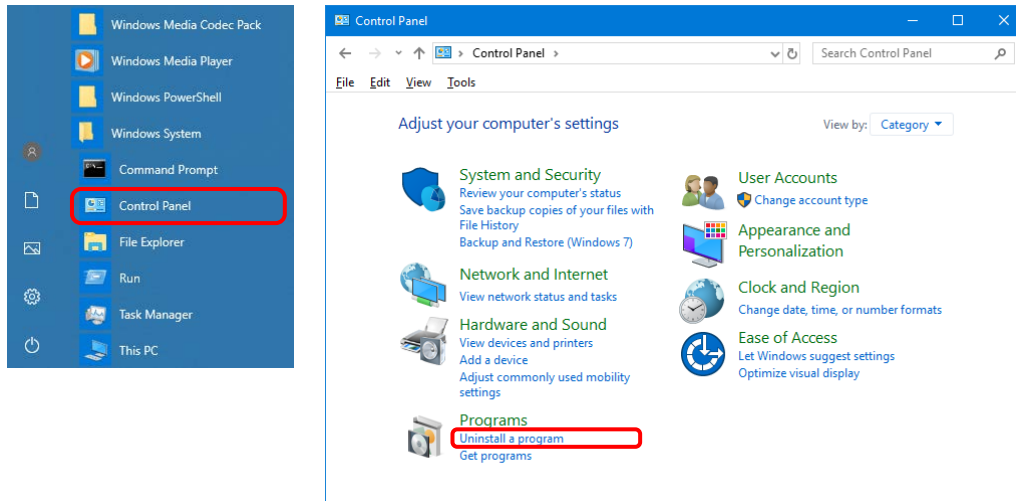 Windows Media Codec Pack
Windows Media Player
Windows PowerShell
Windows System
Command Prompt
Control Panel
File Explorer
Run
Task Manager
This PC
Control Panel
Control Panel
Search Control Panel
File Edit View Tools
Adjust your computer's settings
View by: Category
System and Security
Review your computer's status
Save backup copies of your files with
File History
Backup and Restore (Windows 7)
Network and Internet
View network status and tasks
Hardware and Sound
View devices and printers
Add a device
Adjust commonly used mobility
settings
Programs
Uninstall a program
Get programs
User Accounts
Change account type
Appearance and
Personalization
Clock and Region
Change date, time, or number formats
Ease of Access
Let Windows suggest settings
Optimize visual display